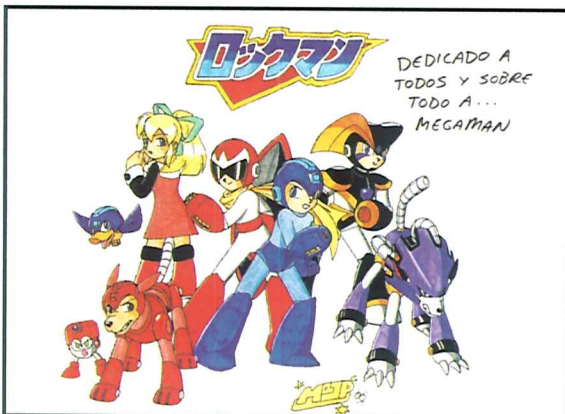 ロックマン
DEDICADO A
TODOS Y SOBRE
TODO A...
MEGAMAN